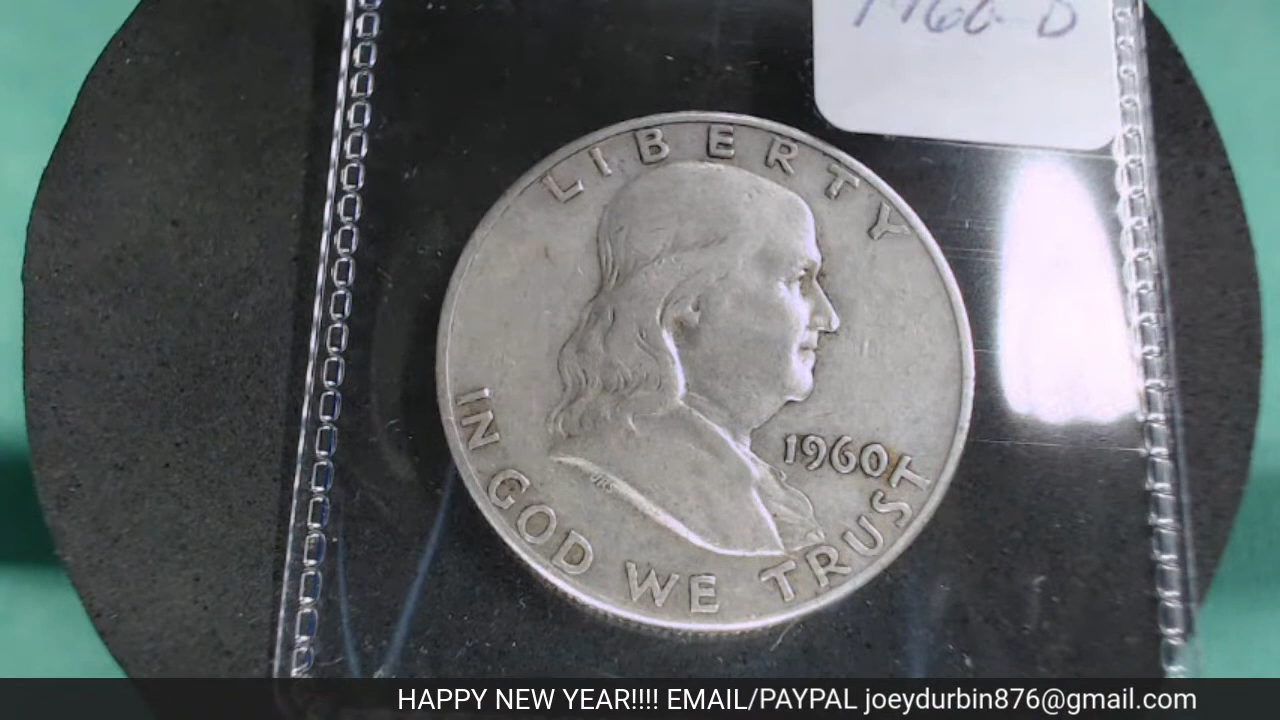 1960-D
LIBERTY
IN GOD WE TRUST
1960
HAPPY NEW YEAR!!!! EMAIL/PAYPAL joeydurbin876@gmail.com